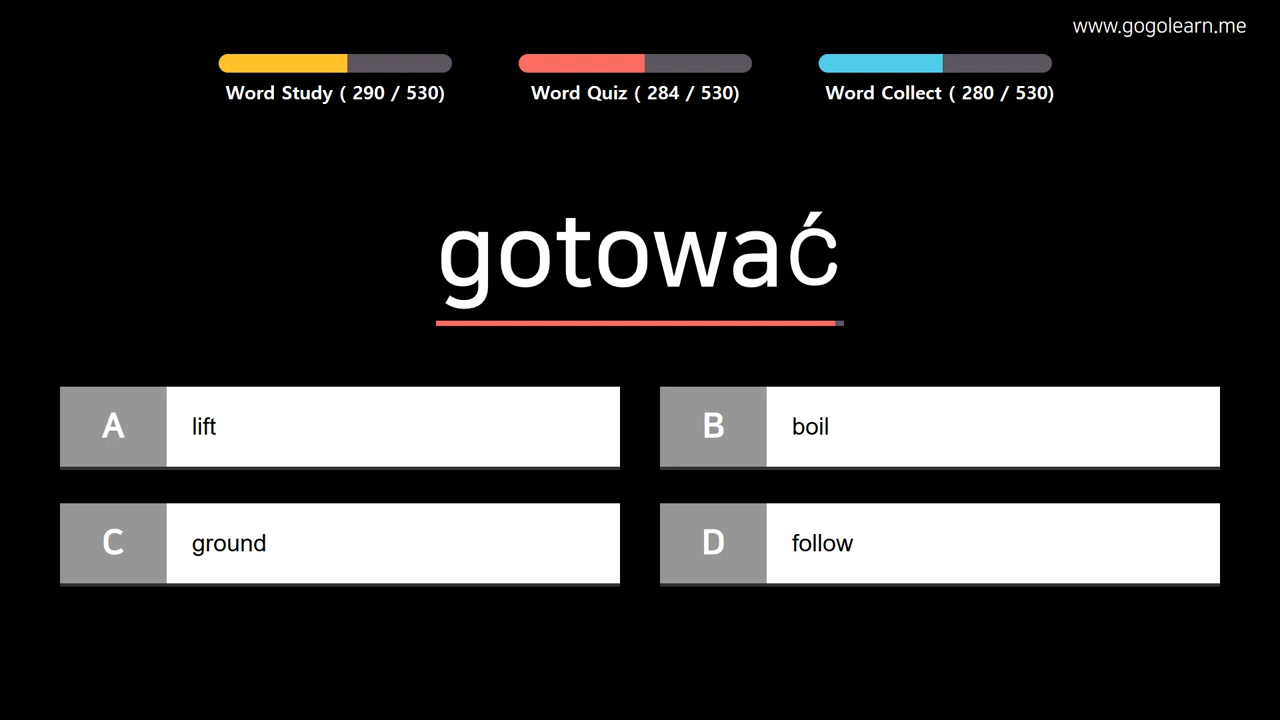 www.gogolearn.me
Word Study ( 290 / 530)
Word Quiz ( 284 / 530)
Word Collect ( 280 / 530)
gotować
A lift
B boil
C ground
D follow